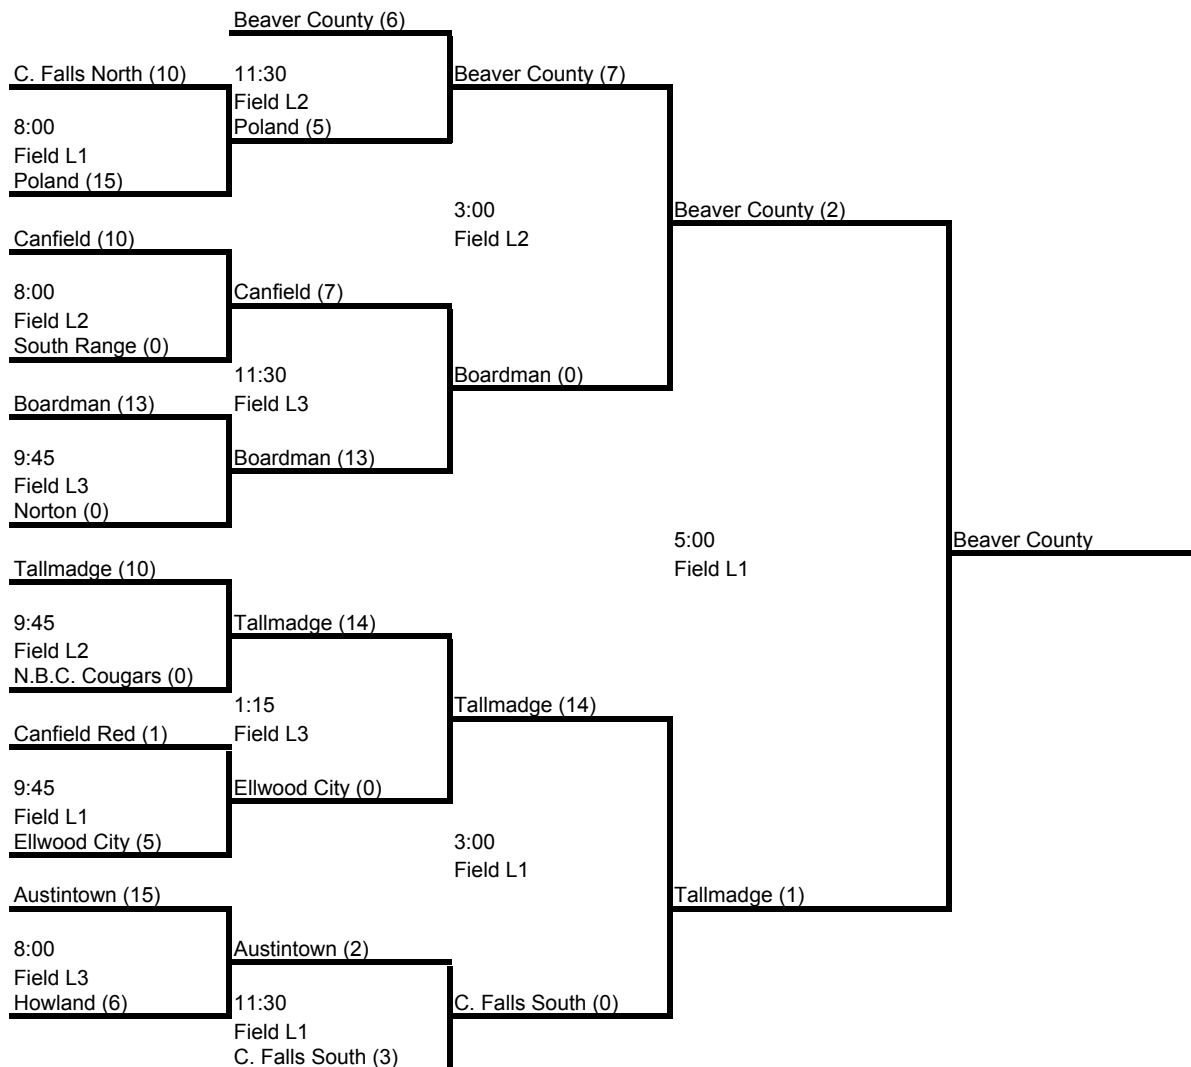 Beaver County (6)
C. Falls North (10)
11:30
Field L2
Beaver County (7)
8:00
Field L1
Poland (5)
Poland (15)
3:00
Field L2
Beaver County (2)
Canfield (10)
8:00
Field L2
Canfield (7)
South Range (0)
11:30
Field L3
Boardman (0)
Boardman (13)
9:45
Field L3
Boardman (13)
Norton (0)
5:00
Field L1
Beaver County
Tallmadge (10)
9:45
Field L2
Tallmadge (14)
N.B.C. Cougars (0)
1:15
Field L3
Tallmadge (14)
Canfield Red (1)
9:45
Field L1
Ellwood City (0)
Ellwood City (5)
3:00
Field L1
Tallmadge (1)
Austintown (15)
8:00
Field L3
Austintown (2)
Howland (6)
11:30
Field L1
C. Falls South (0)
C. Falls South (3)